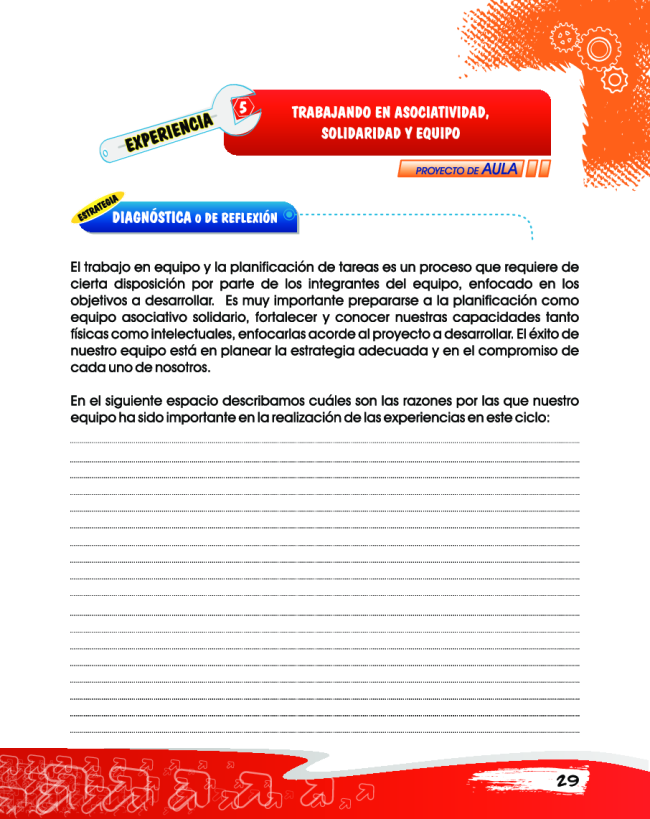 EXPERIENCIA 5
TRABAJANDO EN ASOCIATIVIDAD,
SOLIDARIDAD Y EQUIPO
PROYECTO DE AULA
ESTRATEGIA
DIAGNÓSTICA o DE REFLEXIÓN
El trabajo en equipo y la planificación de tareas es un proceso que requiere de
cierta disposición por parte de los integrantes del equipo, enfocado en los
objetivos a desarrollar. Es muy importante prepararse a la planificación como
equipo asociativo solidario, fortalecer y conocer nuestras capacidades tanto
físicas como intelectuales, enfocarlas acorde al proyecto a desarrollar. El éxito de
nuestro equipo está en planear la estrategia adecuada y en el compromiso de
cada uno de nosotros.
En el siguiente espacio describamos cuáles son las razones por las que nuestro
equipo ha sido importante en la realización de las experiencias en este ciclo:
29